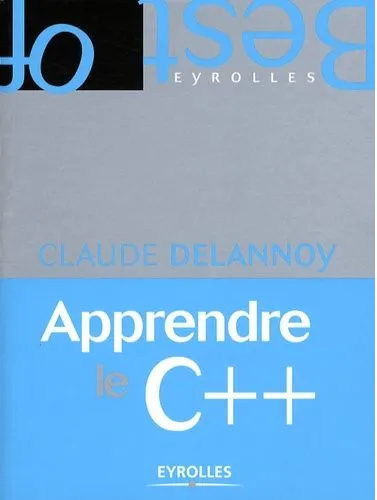 Best of
EYROLLES
CLAUDE DELANNOY
Apprendre
le C++
EYROLLES